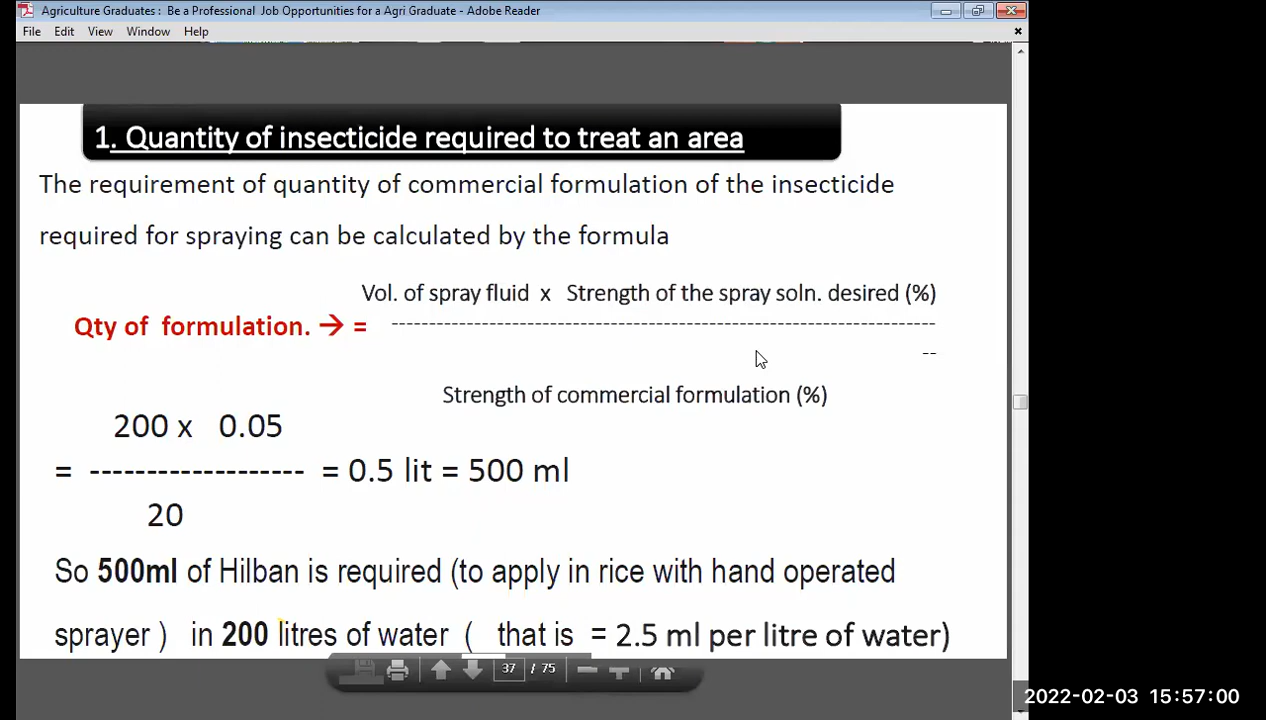 Agriculture Graduates : Be a Professional Job Opportunities for a Agri Graduate - Adobe Reader
File Edit View Window Help
1. Quantity of insecticide required to treat an area
The requirement of quantity of commercial formulation of the insecticide
required for spraying can be calculated by the formula
Vol. of spray fluid x Strength of the spray soln. desired (%)
Qty of formulation. → = ------------------------------------------------------------------------
--
Strength of commercial formulation (%)
200 x 0.05
= ------------------- = 0.5 lit = 500 ml
20
So 500ml of Hilban is required (to apply in rice with hand operated
sprayer ) in 200 litres of water ( that is = 2.5 ml per litre of water)
37 / 75
2022-02-03 15:57:00